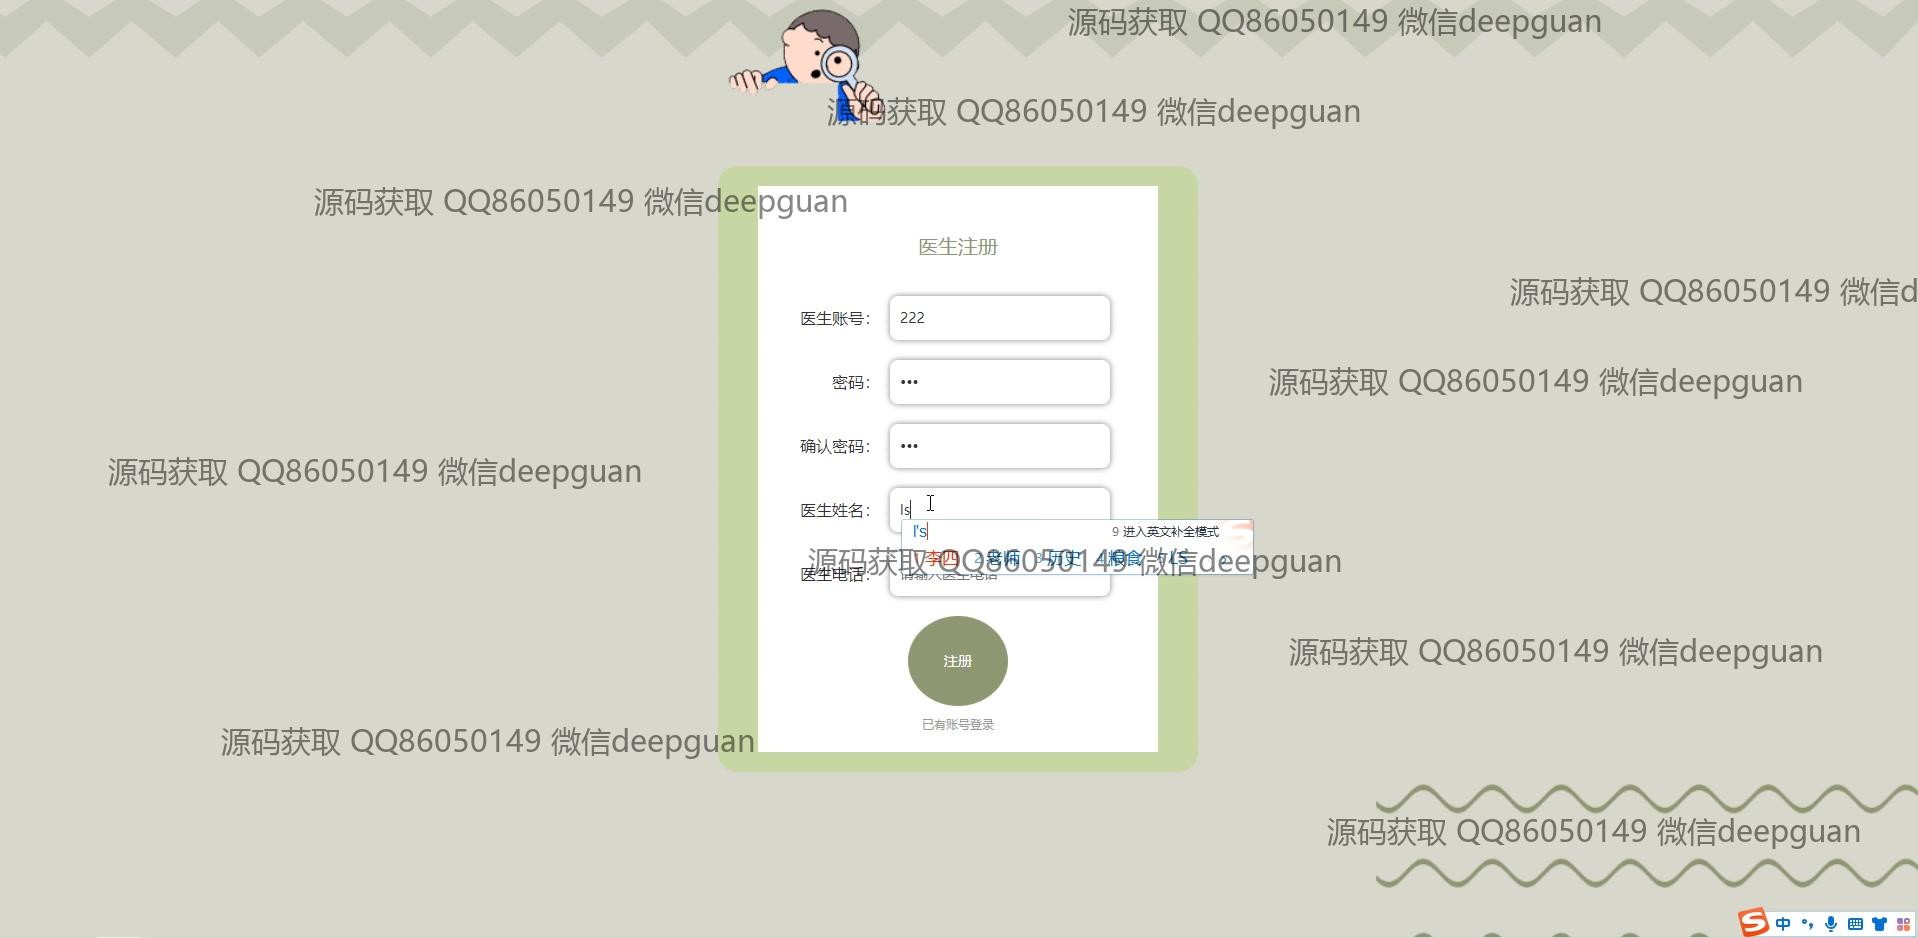 源码获取 QQ86050149 微信deepguan
源码获取 QQ86050149 微信deepguan
源码获取 QQ86050149 微信deepguan
医生注册
源码获取 QQ86050149 微信d
医生账号： 222
密码： •••
源码获取 QQ86050149 微信deepguan
确认密码： •••
源码获取 QQ86050149 微信deepguan
医生姓名： ls
l's 9 进入英文补全模式
1 李四 2 老师 3 历史 4 粮食 5 LS
源码获取 QQ86050149 微信deepguan
医生电话： 请输入医生电话
源码获取 QQ86050149 微信deepguan
注册
已有账号登录
源码获取 QQ86050149 微信deepguan
源码获取 QQ86050149 微信deepguan
S 中